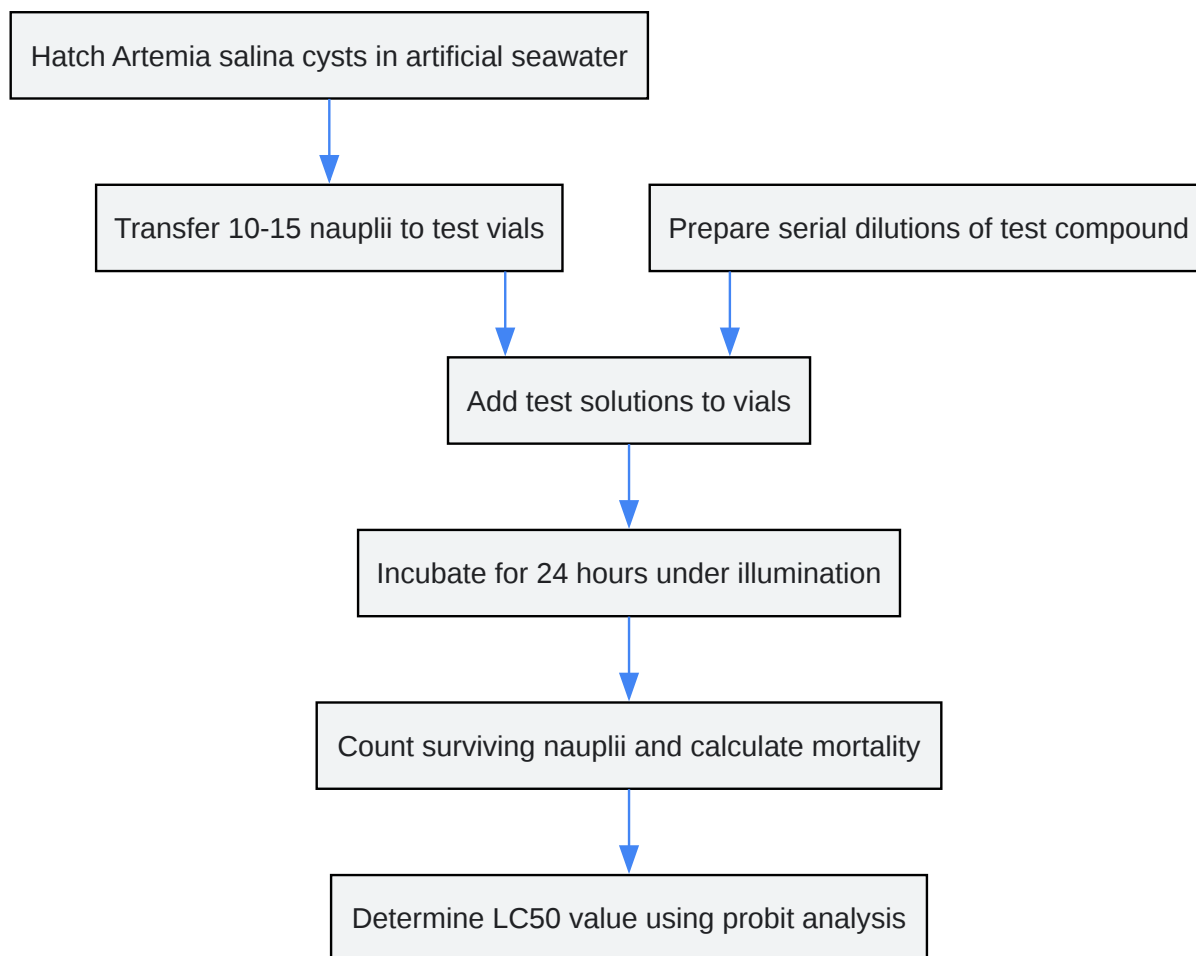 Hatch Artemia salina cysts in artificial seawater
Transfer 10-15 nauplii to test vials
Prepare serial dilutions of test compound
Add test solutions to vials
Incubate for 24 hours under illumination
Count surviving nauplii and calculate mortality
Determine LC50 value using probit analysis